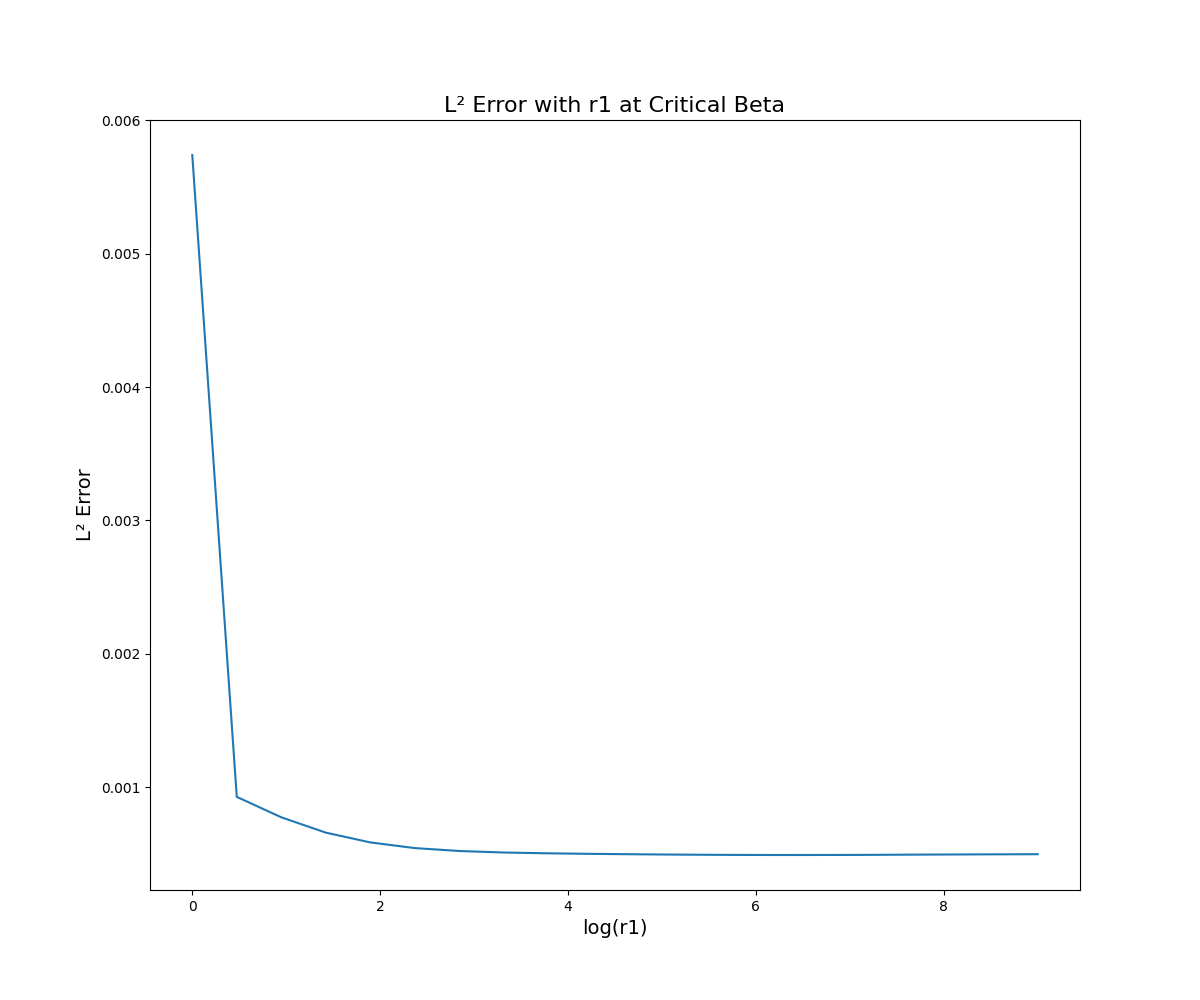 L² Error with r1 at Critical Beta
0.006
0.005
0.004
0.003
0.002
0.001
L² Error
0 2 4 6 8
log(r1)